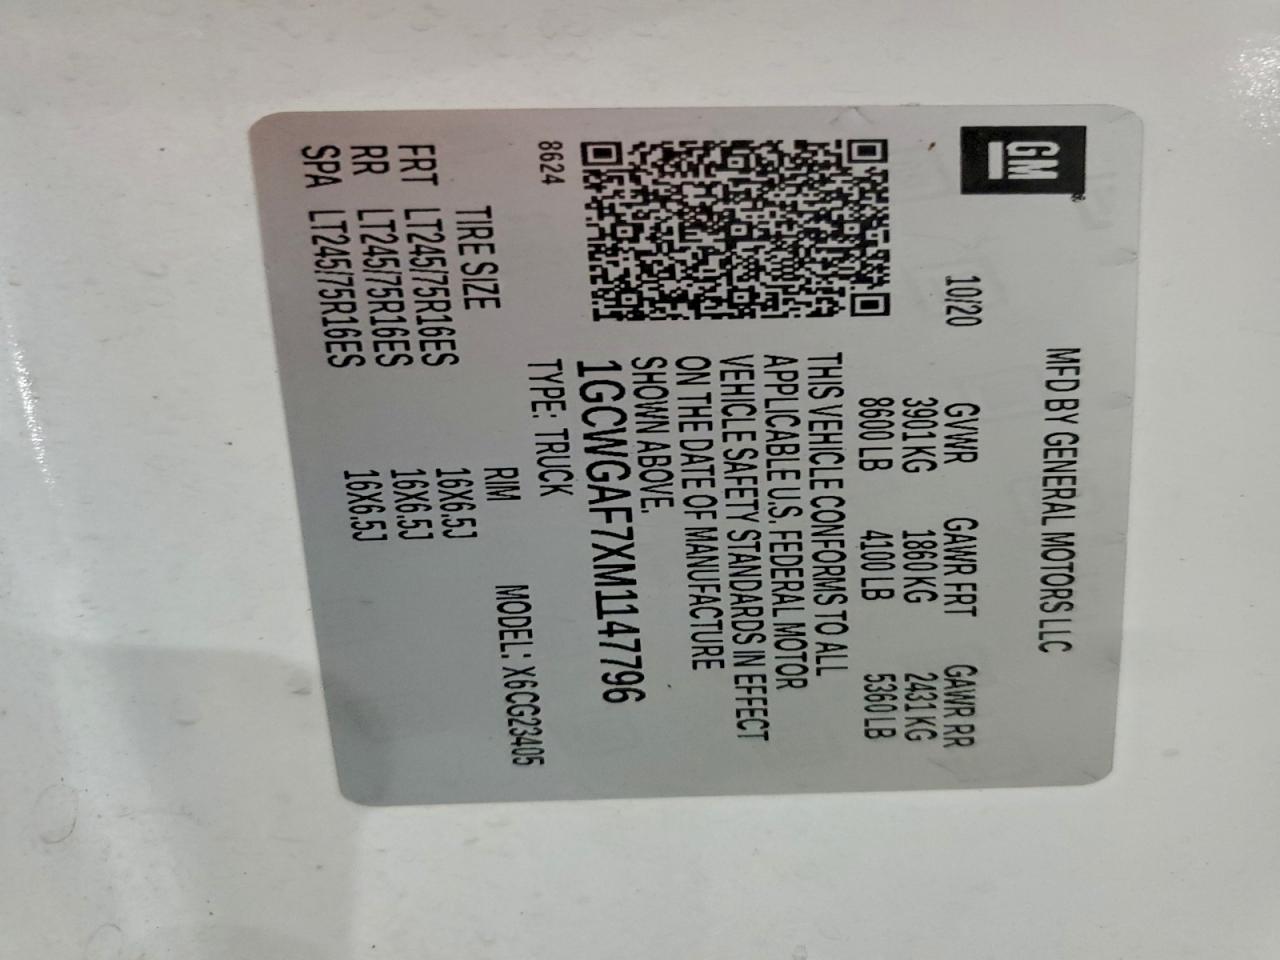 GM
MFD BY GENERAL MOTORS LLC
10/20 GVWR GAWR FRT GAWR RR
3901 KG 1860 KG 2431 KG
8600 LB 4100 LB 5360 LB
THIS VEHICLE CONFORMS TO ALL
APPLICABLE U.S. FEDERAL MOTOR
VEHICLE SAFETY STANDARDS IN EFFECT
ON THE DATE OF MANUFACTURE
SHOWN ABOVE.
1GCWGAF7XM1147796
8624 TYPE: TRUCK MODEL: X6CG23405
TIRE SIZE RIM
FRT LT245/75R16ES 16X6.5J
RR LT245/75R16ES 16X6.5J
SPA LT245/75R16ES 16X6.5J